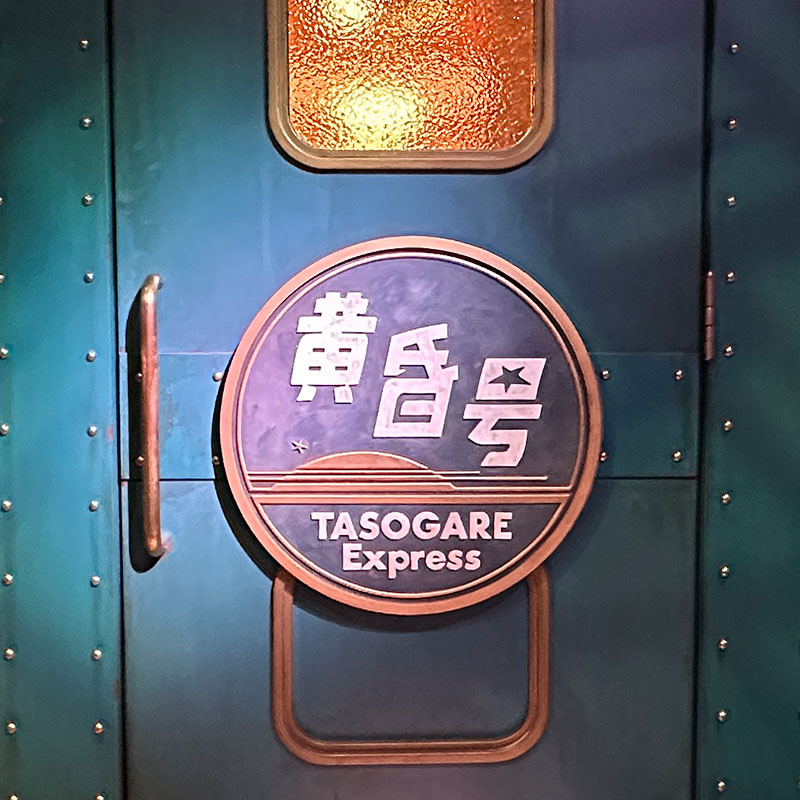 黄昏号
TASOGARE
Express